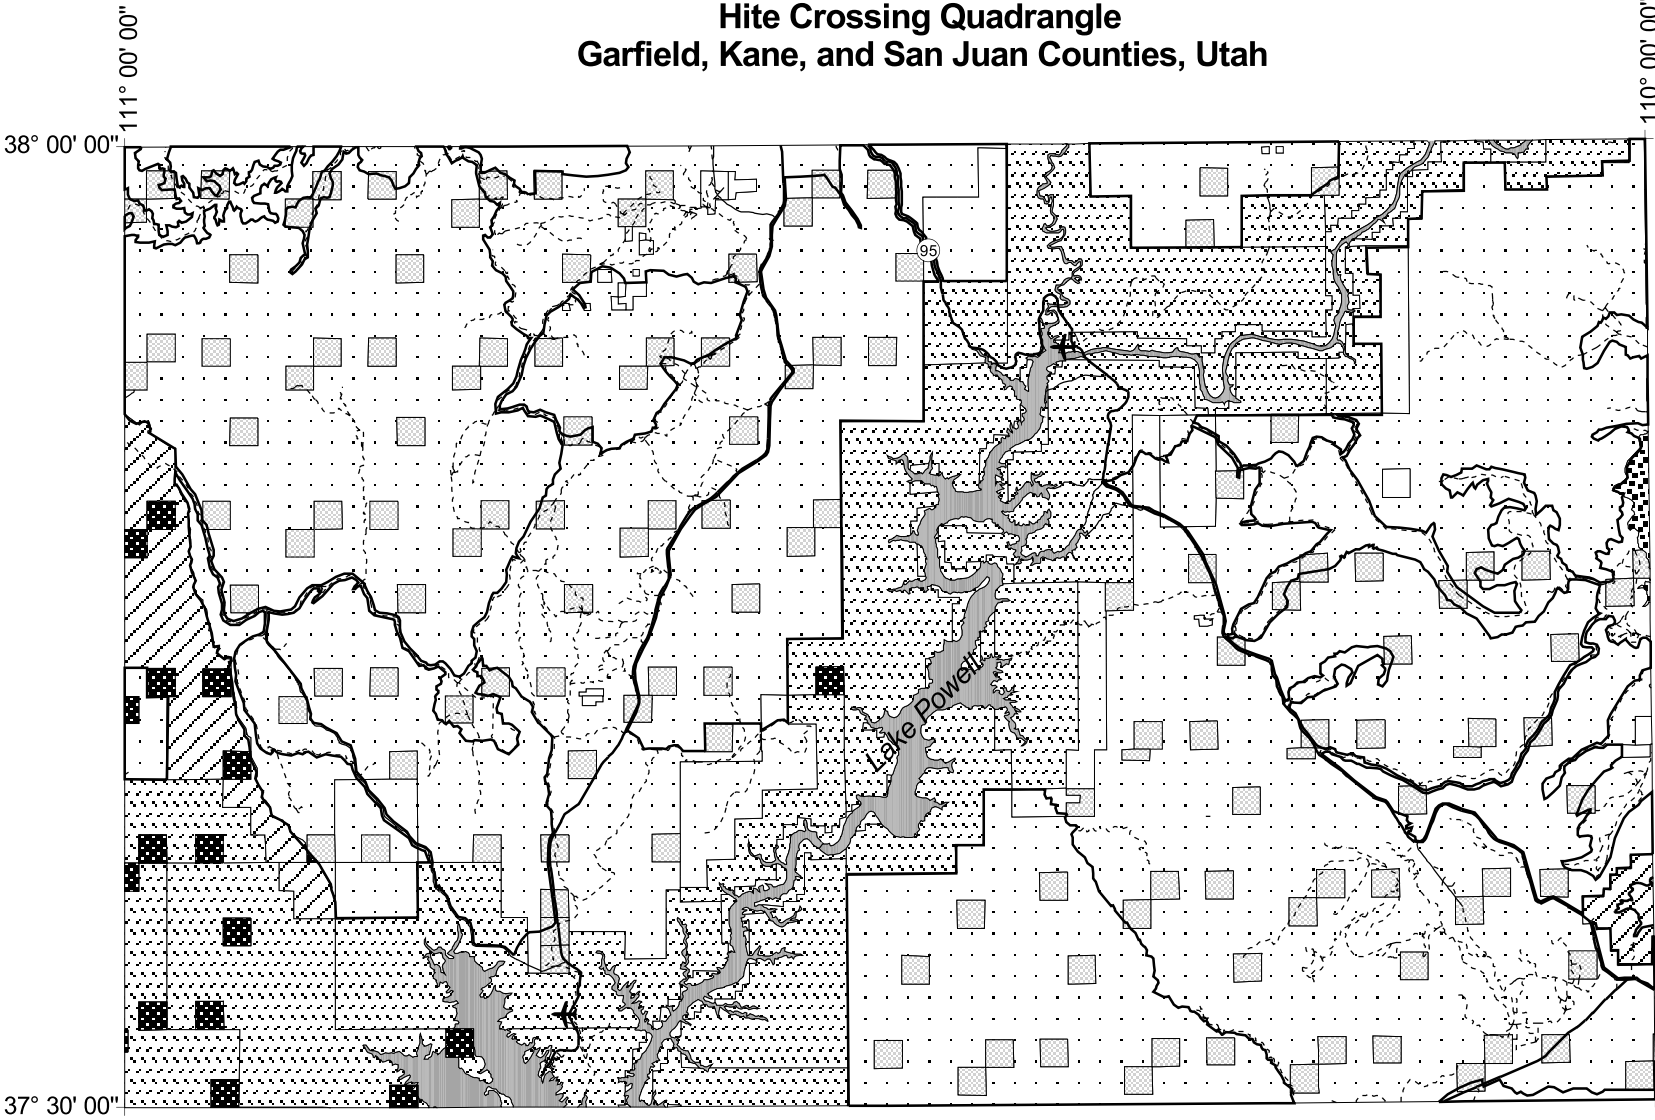 Hite Crossing Quadrangle
Garfield, Kane, and San Juan Counties, Utah
111° 00' 00"
110° 00' 00"
38° 00' 00"
95
Lake Powell
37° 30' 00"